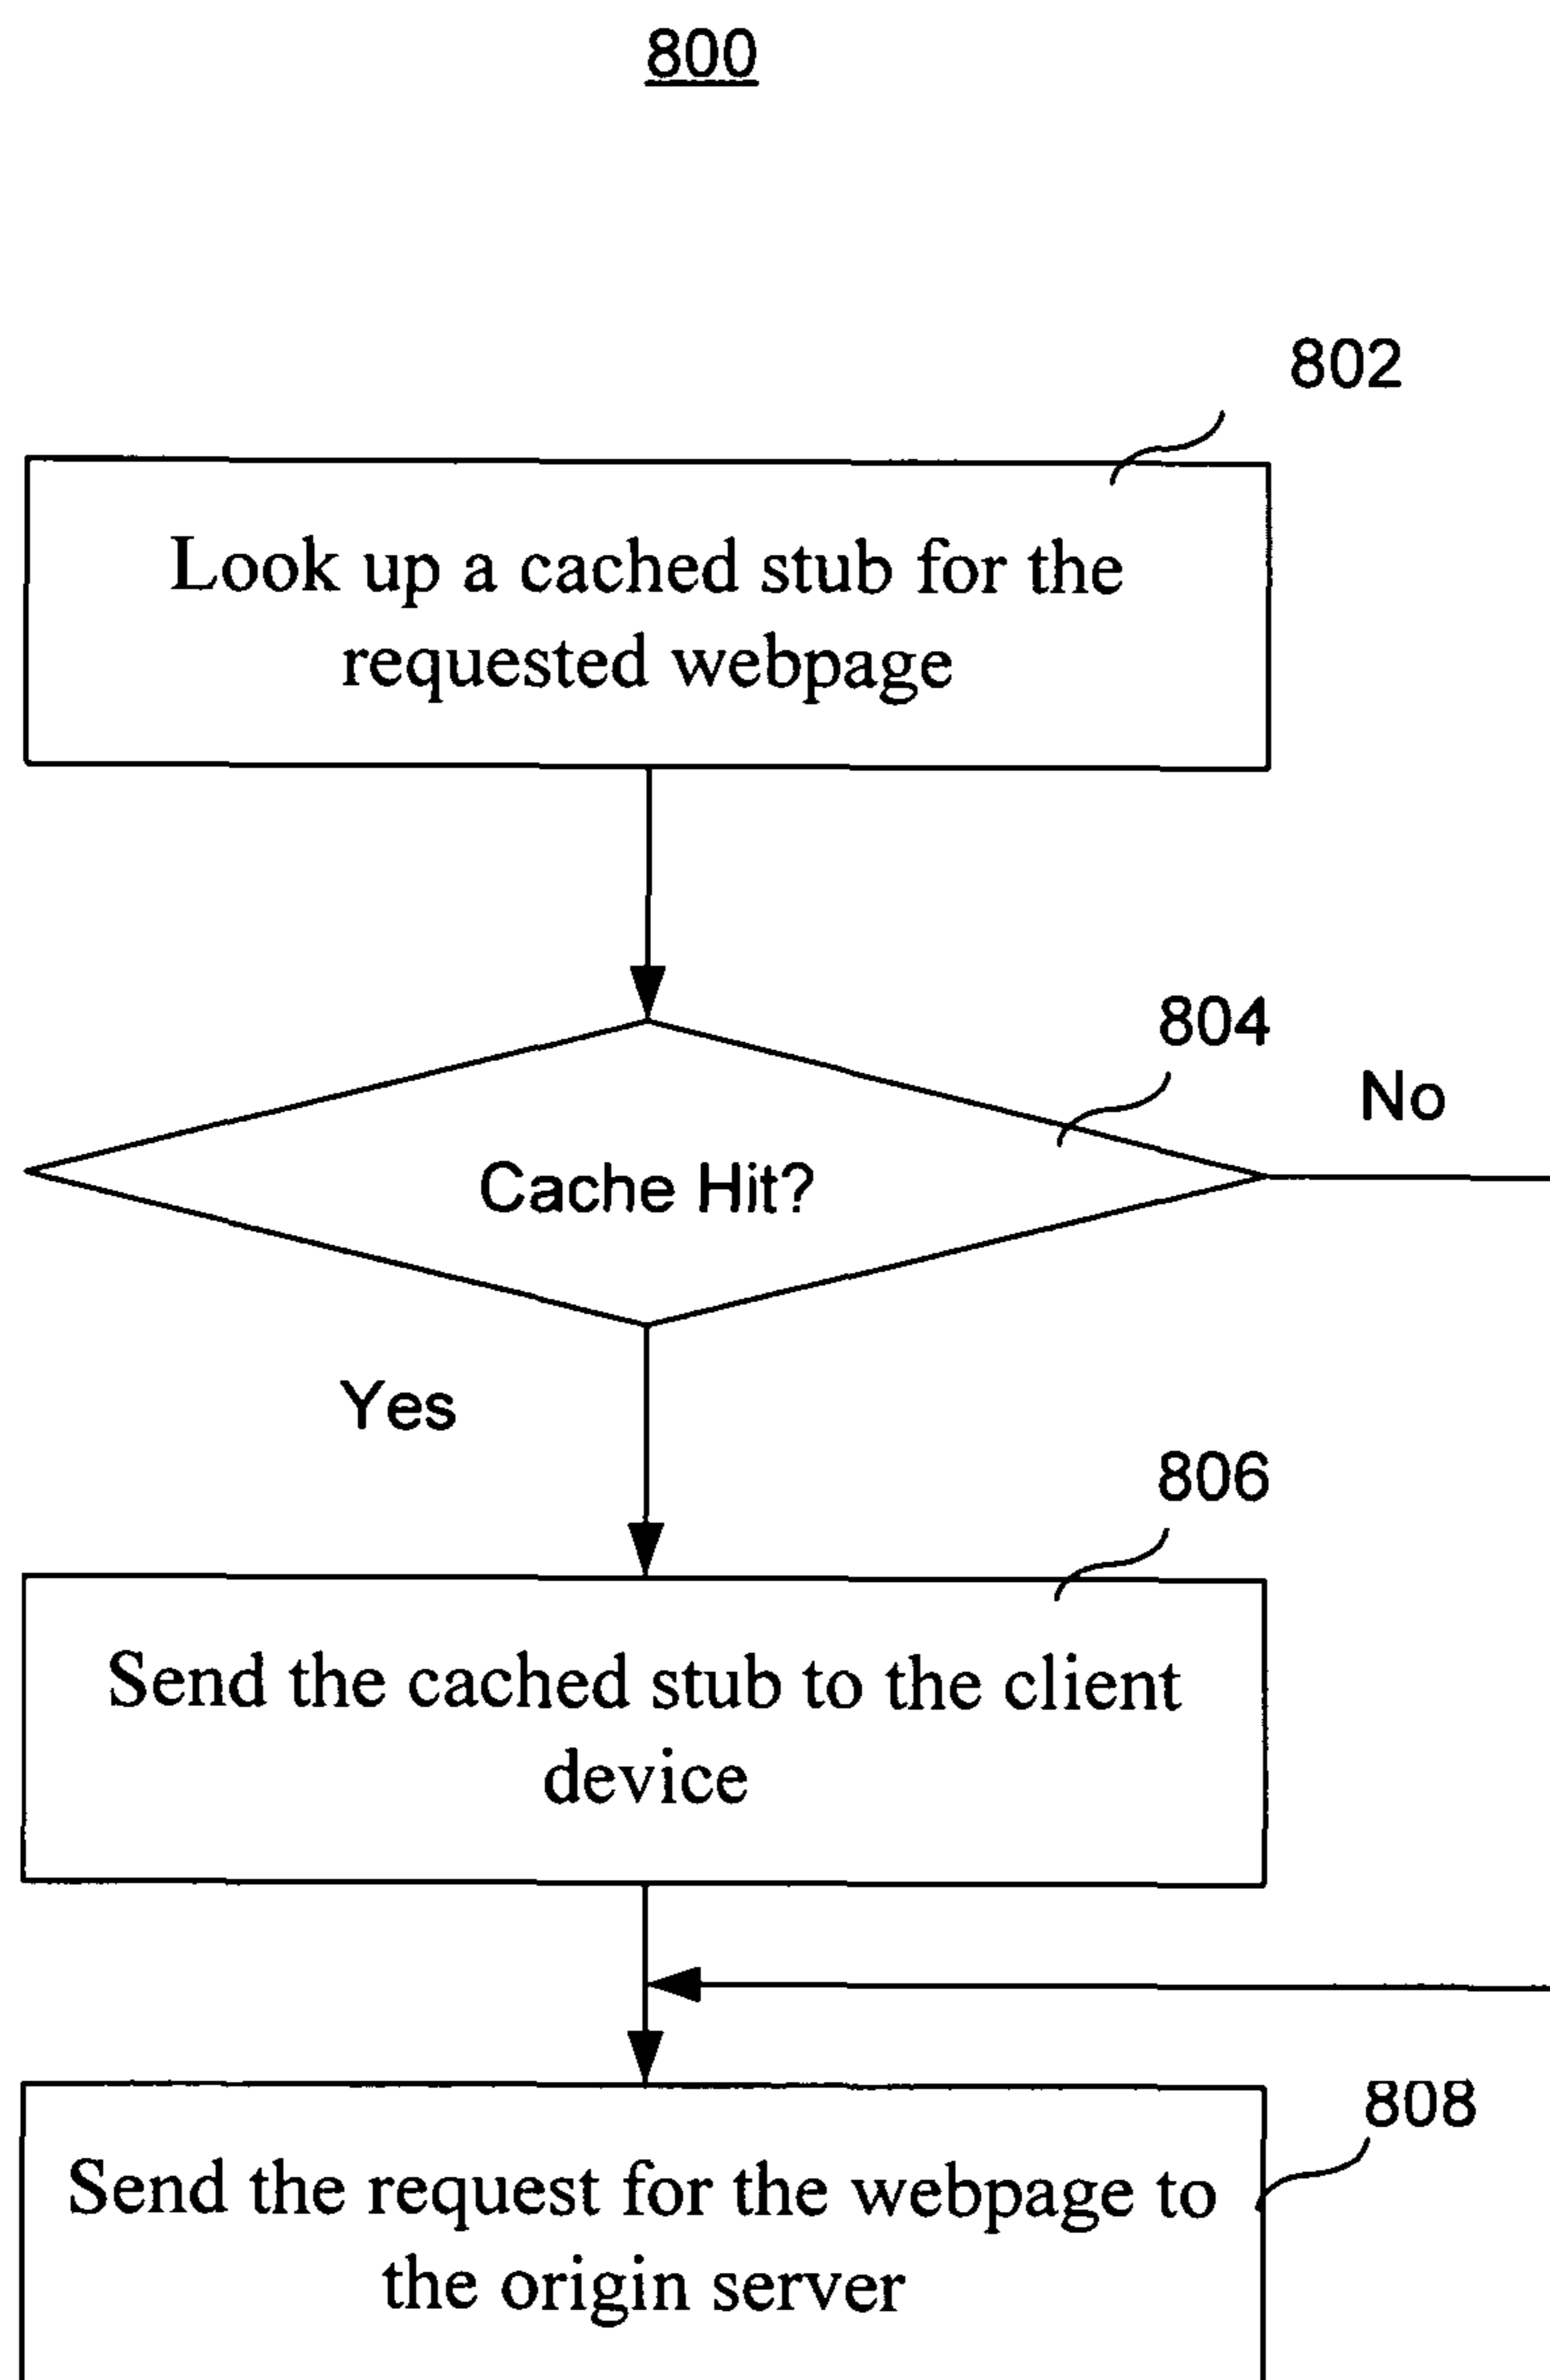 800
802
Look up a cached stub for the
requested webpage
804
No
Cache Hit?
Yes
806
Send the cached stub to the client
device
808
Send the request for the webpage to
the origin server